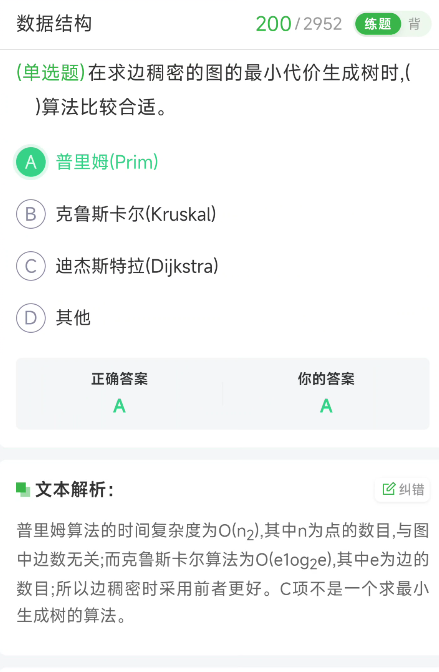 数据结构 200/2952 练题 背
(单选题)在求边稠密的图的最小代价生成树时,(
)算法比较合适。
A 普里姆(Prim)
B 克鲁斯卡尔(Kruskal)
C 迪杰斯特拉(Dijkstra)
D 其他
正确答案 你的答案
A A
文本解析：
纠错
普里姆算法的时间复杂度为O(n₂),其中n为点的数目,与图
中边数无关;而克鲁斯卡尔算法为O(e1og₂e),其中e为边的
数目;所以边稠密时采用前者更好。C项不是一个求最小
生成树的算法。